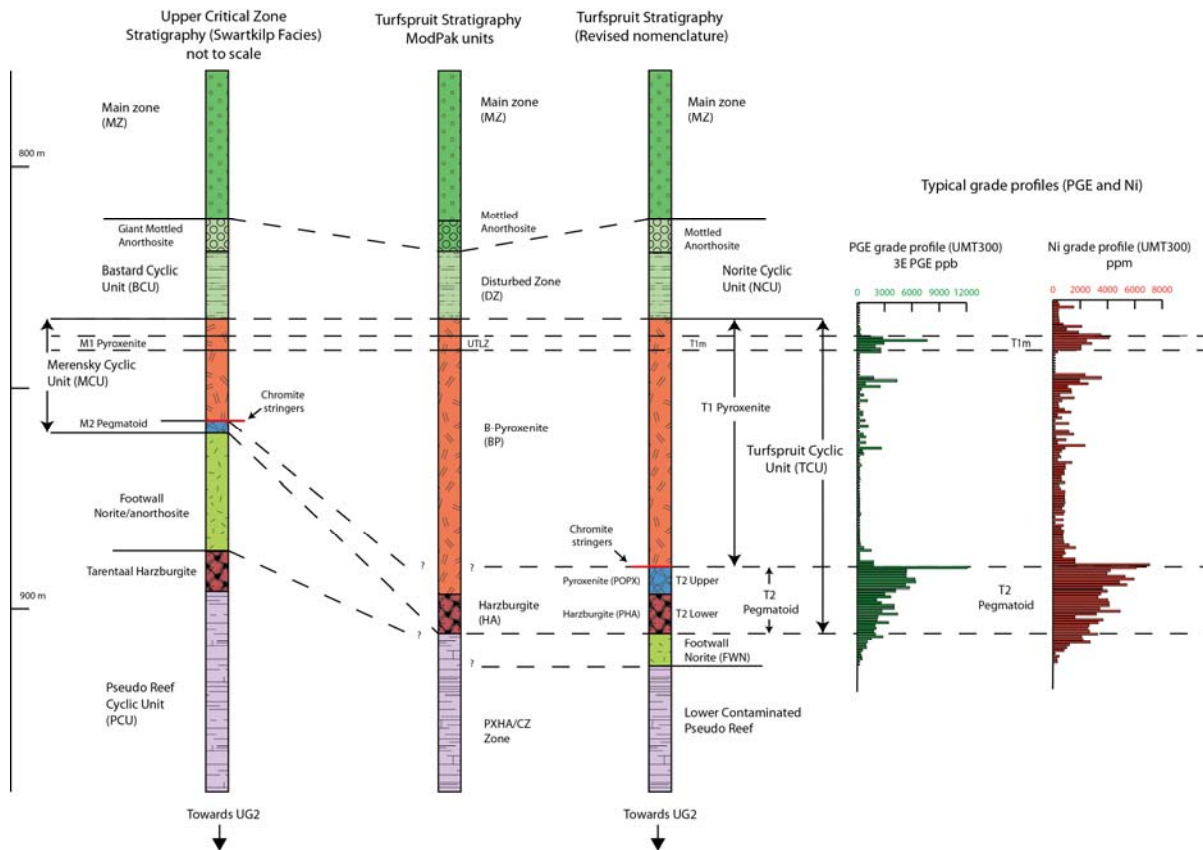 Upper Critical Zone
Stratigraphy (Swartkilp Facies)
not to scale
Turfspruit Stratigraphy
ModPak units
Turfspruit Stratigraphy
(Revised nomenclature)
800 m
900 m
Main zone
(MZ)
Giant Mottled
Anorthosite
Bastard Cyclic
Unit (BCU)
M1 Pyroxenite
Merensky Cyclic
Unit (MCU)
Chromite
stringers
M2 Pegmatoid
Footwall
Norite/anorthosite
Tarentaal Harzburgite
Pseudo Reef
Cyclic Unit
(PCU)
Towards UG2
Main zone
(MZ)
Mottled
Anorthosite
Disturbed Zone
(DZ)
UTLZ
B-Pyroxenite
(BP)
?
?
Harzburgite
(HA)
?
?
PXHA/CZ
Zone
Main zone
(MZ)
Mottled
Anorthosite
Norite Cyclic
Unit (NCU)
T1m
T1 Pyroxenite
Turfspruit Cyclic
Unit (TCU)
Chromite
stringers
Pyroxenite (POPX)
T2 Upper
Harzburgite (PHA)
T2 Lower
T2
Pegmatoid
Footwall
Norite (FWN)
Lower Contaminated
Pseudo Reef
Towards UG2
Typical grade profiles (PGE and Ni)
PGE grade profile (UMT300)
3E PGE ppb
0 3000 6000 9000 12000
Ni grade profile (UMT300)
ppm
0 2000 4000 6000 8000
T1m
T2
Pegmatoid